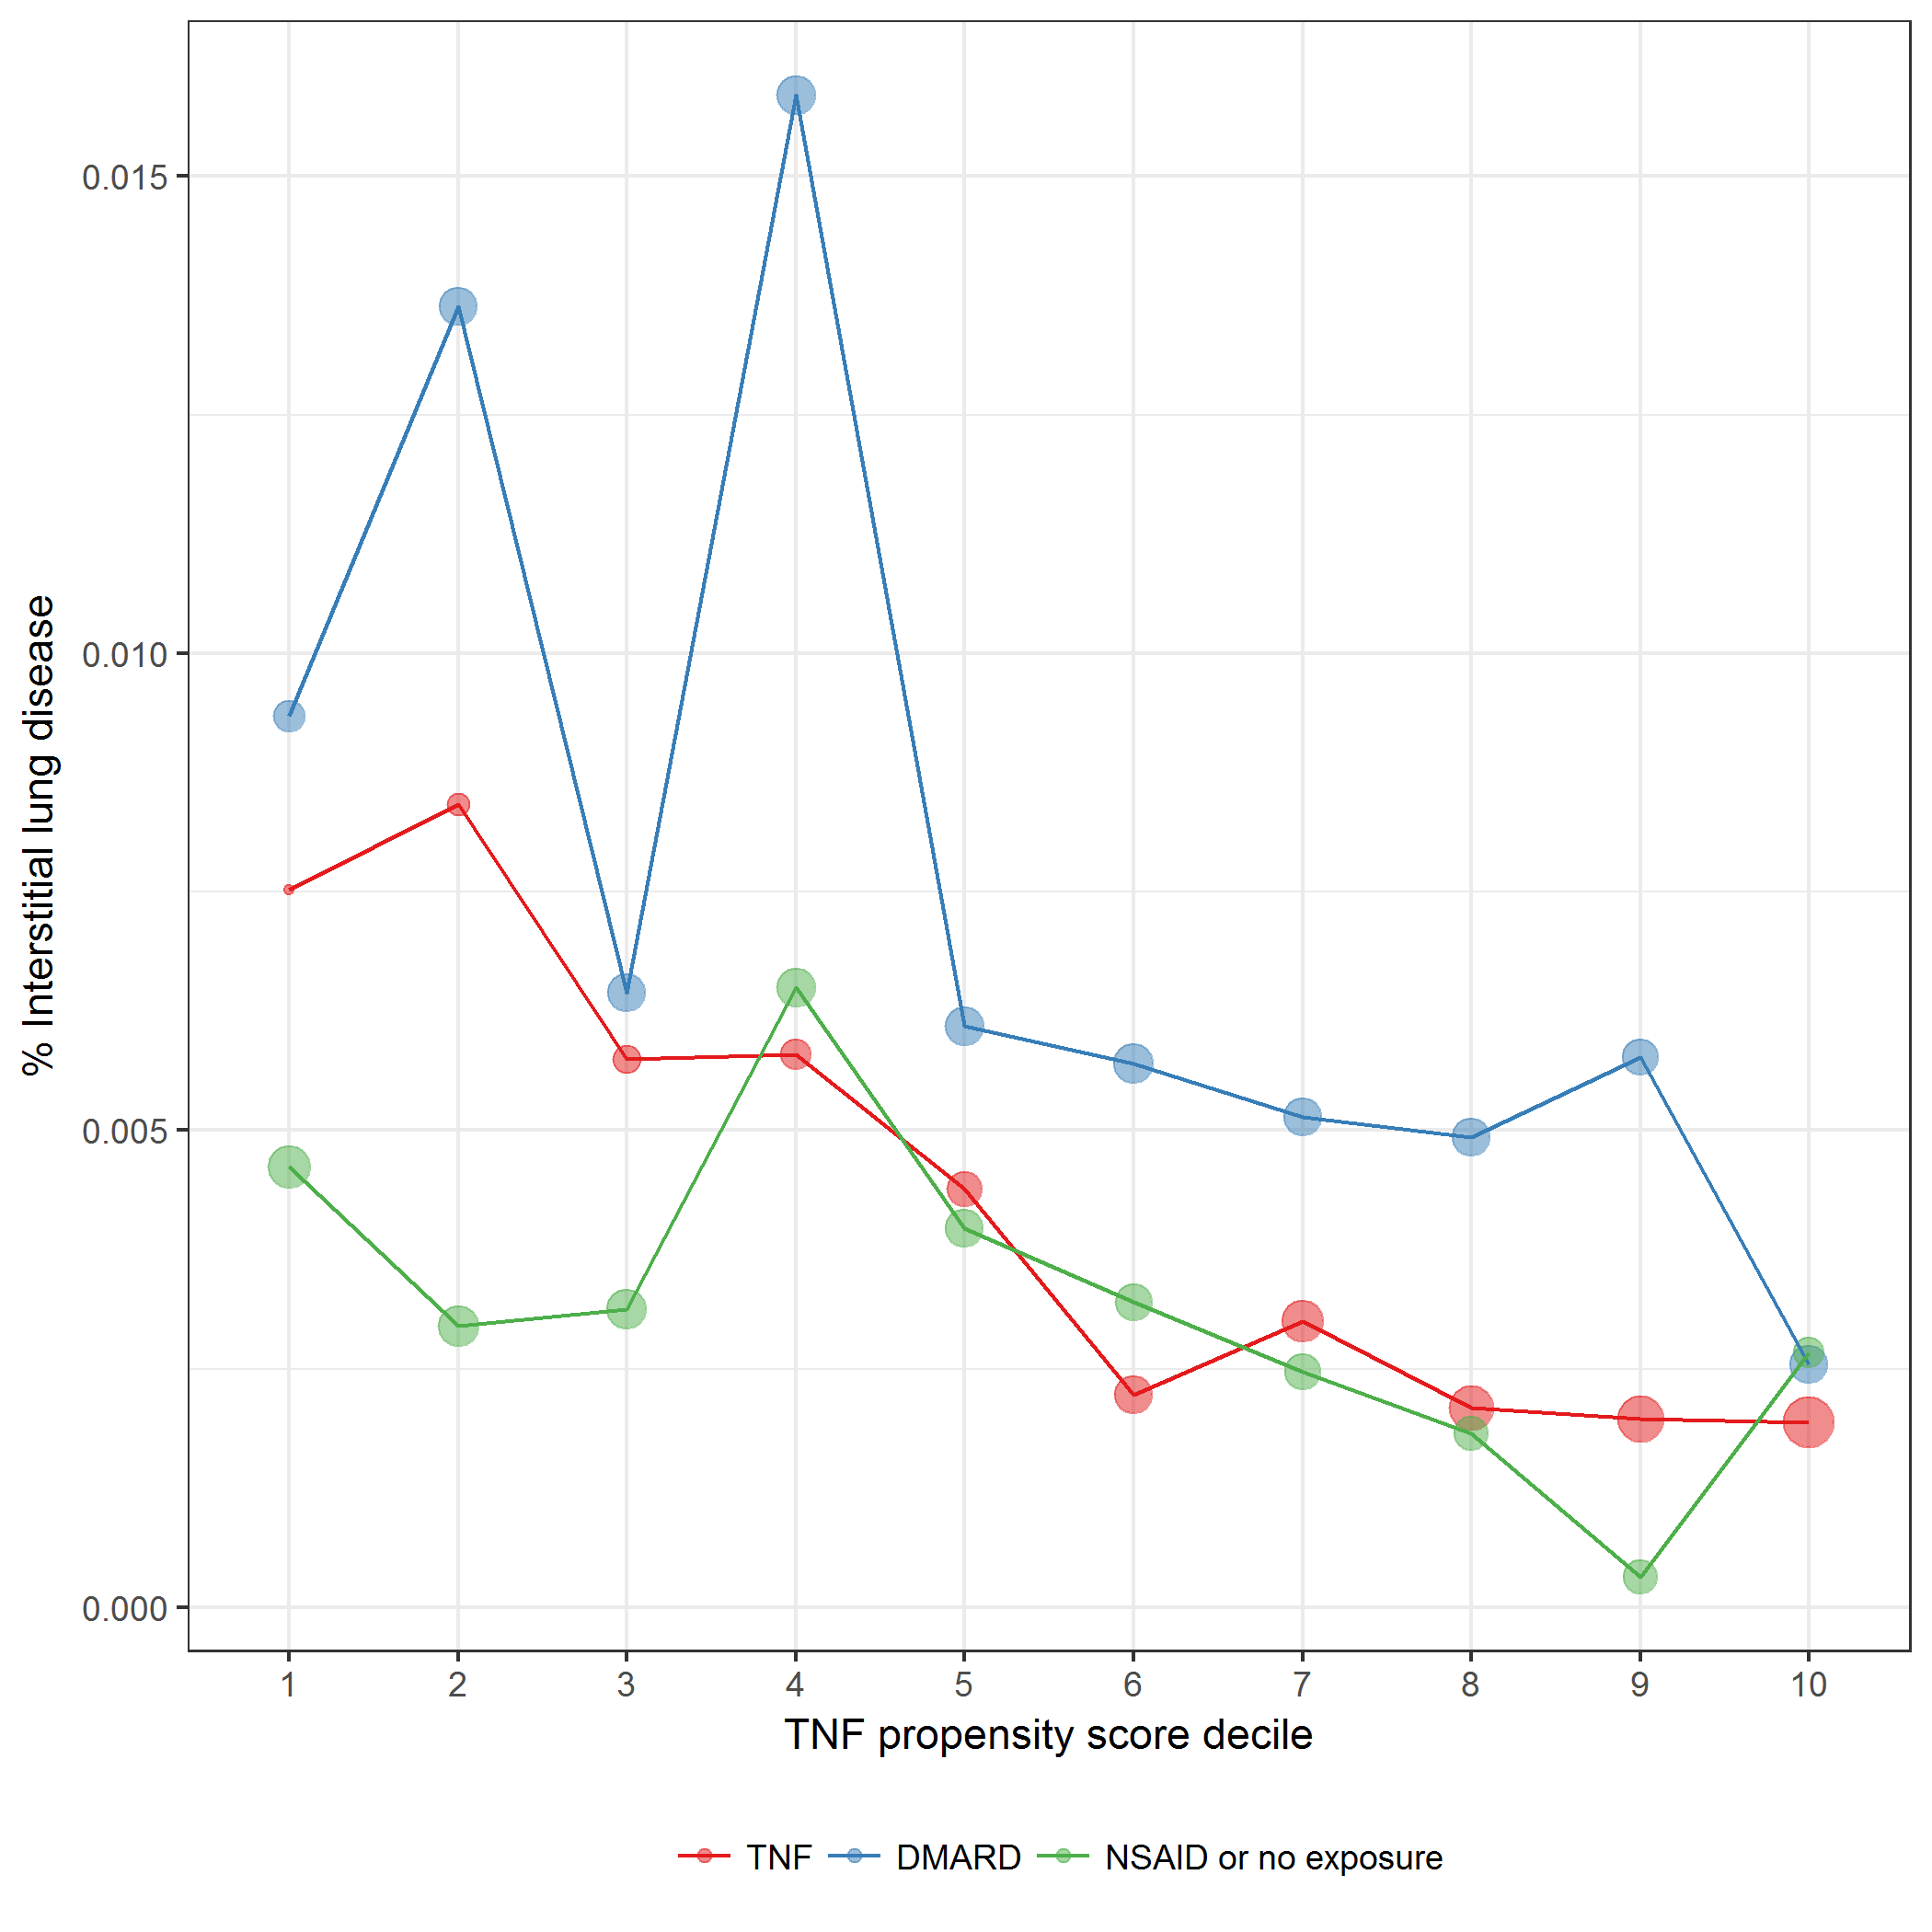 % Interstitial lung disease
0.015
0.010
0.005
0.000
1 2 3 4 5 6 7 8 9 10
TNF propensity score decile
TNF DMARD NSAID or no exposure